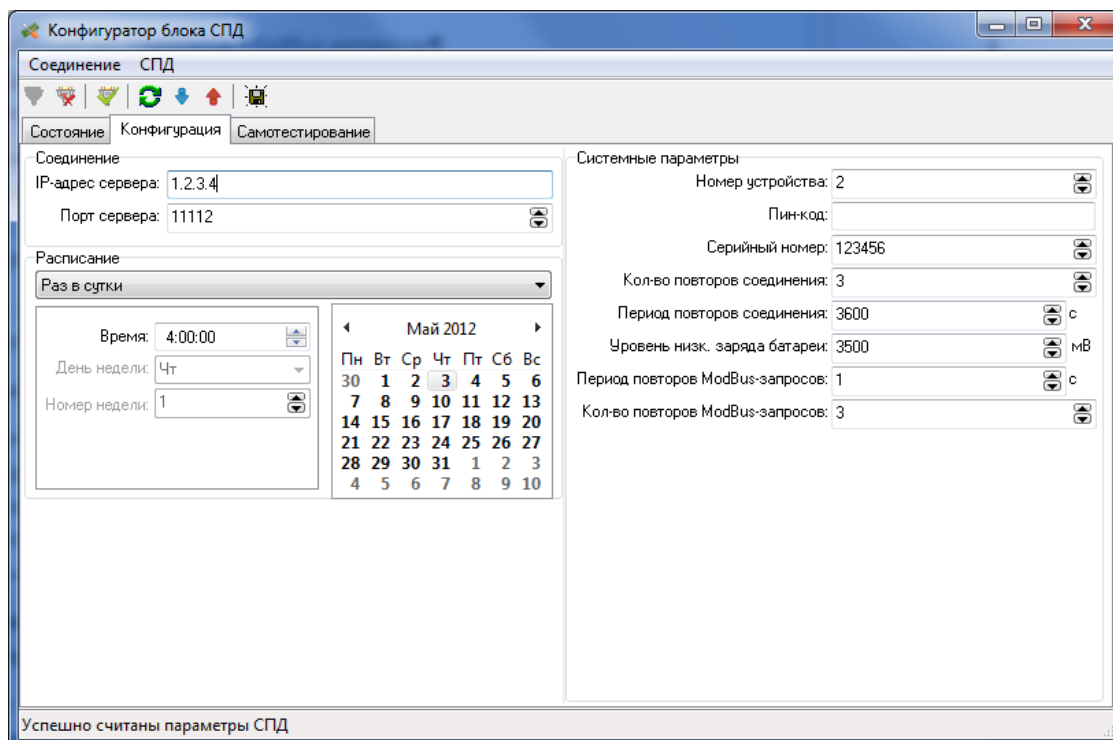 Конфигуратор блока СПД
Соединение СПД
Состояние Конфигурация Самотестирование
Соединение
IP-адрес сервера: 1.2.3.4
Порт сервера: 11112
Расписание
Раз в сутки
Время: 4:00:00
День недели: Чт
Номер недели: 1
Май 2012
Пн Вт Ср Чт Пт Сб Вс
30 1 2 3 4 5 6
7 8 9 10 11 12 13
14 15 16 17 18 19 20
21 22 23 24 25 26 27
28 29 30 31 1 2 3
4 5 6 7 8 9 10
Системные параметры
Номер устройства: 2
Пин-код:
Серийный номер: 123456
Кол-во повторов соединения: 3
Период повторов соединения: 3600 с
Уровень низк. заряда батареи: 3500 мВ
Период повторов ModBus-запросов: 1 с
Кол-во повторов ModBus-запросов: 3
Успешно считаны параметры СПД